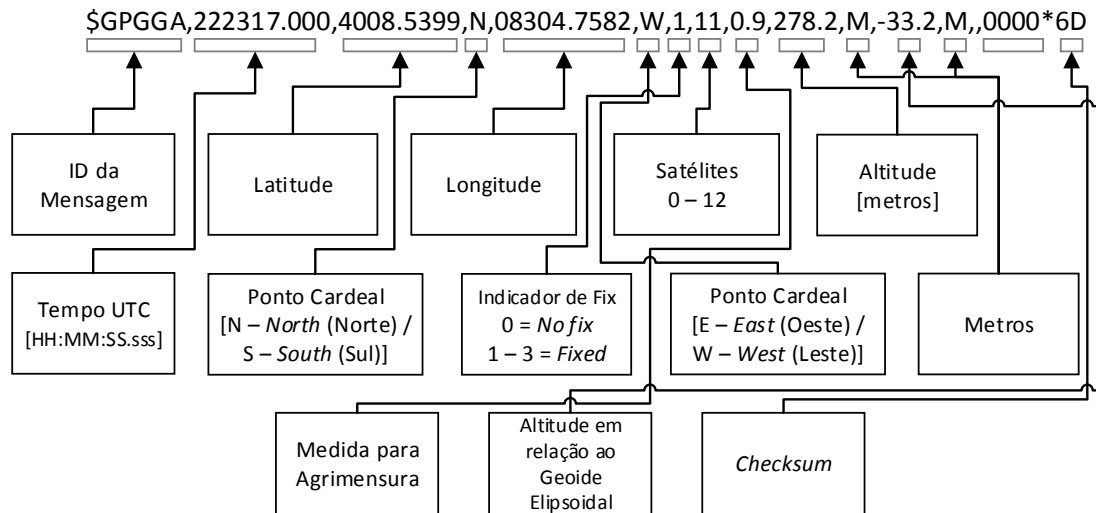 $GPGGA,222317.000,4008.5399,N,08304.7582,W,1,11,0.9,278.2,M,-33.2,M,,0000*6D
ID da
Mensagem
Latitude
Longitude
Satélites
0 – 12
Altitude
[metros]
Tempo UTC
[HH:MM:SS.sss]
Ponto Cardeal
[N – North (Norte) /
S – South (Sul)]
Indicador de Fix
0 = No fix
1 – 3 = Fixed
Ponto Cardeal
[E – East (Oeste) /
W – West (Leste)]
Metros
Medida para
Agrimensura
Altitude em
relação ao
Geoide
Elipsoidal
Checksum